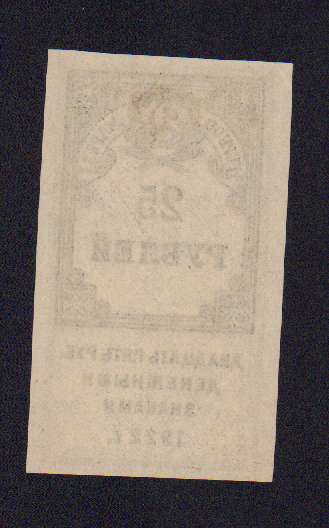 25
РУБЛЕЙ
ДВАДЦАТЬ ПЯТЬ РУБ.
ДЕНЕЖНЫМИ
ЗНАКАМИ
1922 г.